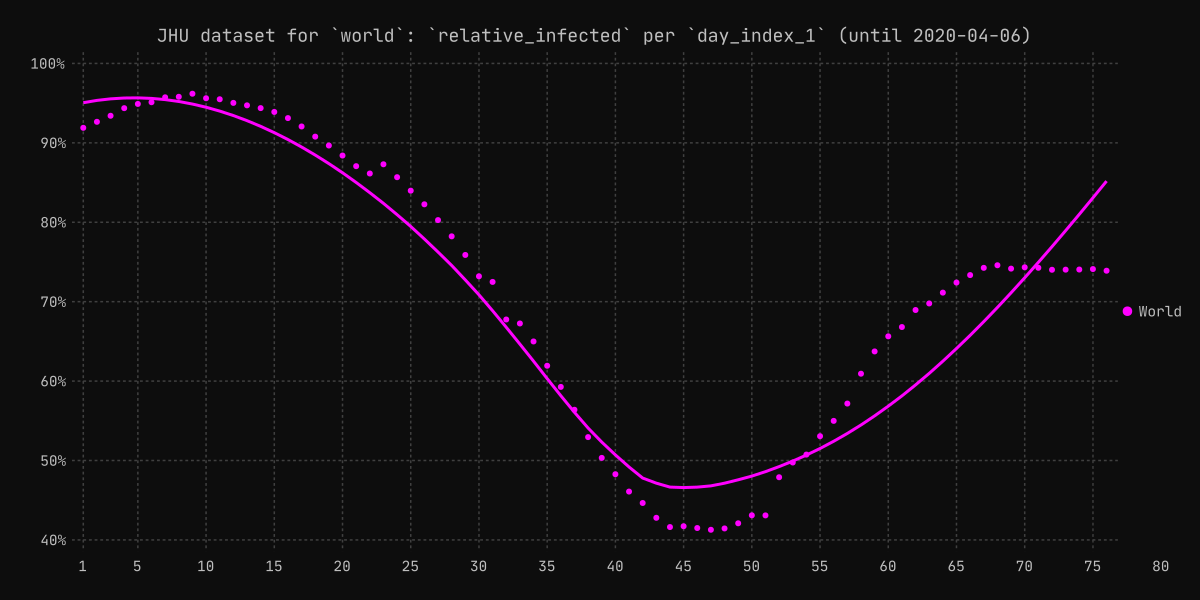 JHU dataset for `world`: `relative_infected` per `day_index_1` (until 2020-04-06)
100%
90%
80%
70%
60%
50%
40%
World
1 5 10 15 20 25 30 35 40 45 50 55 60 65 70 75 80